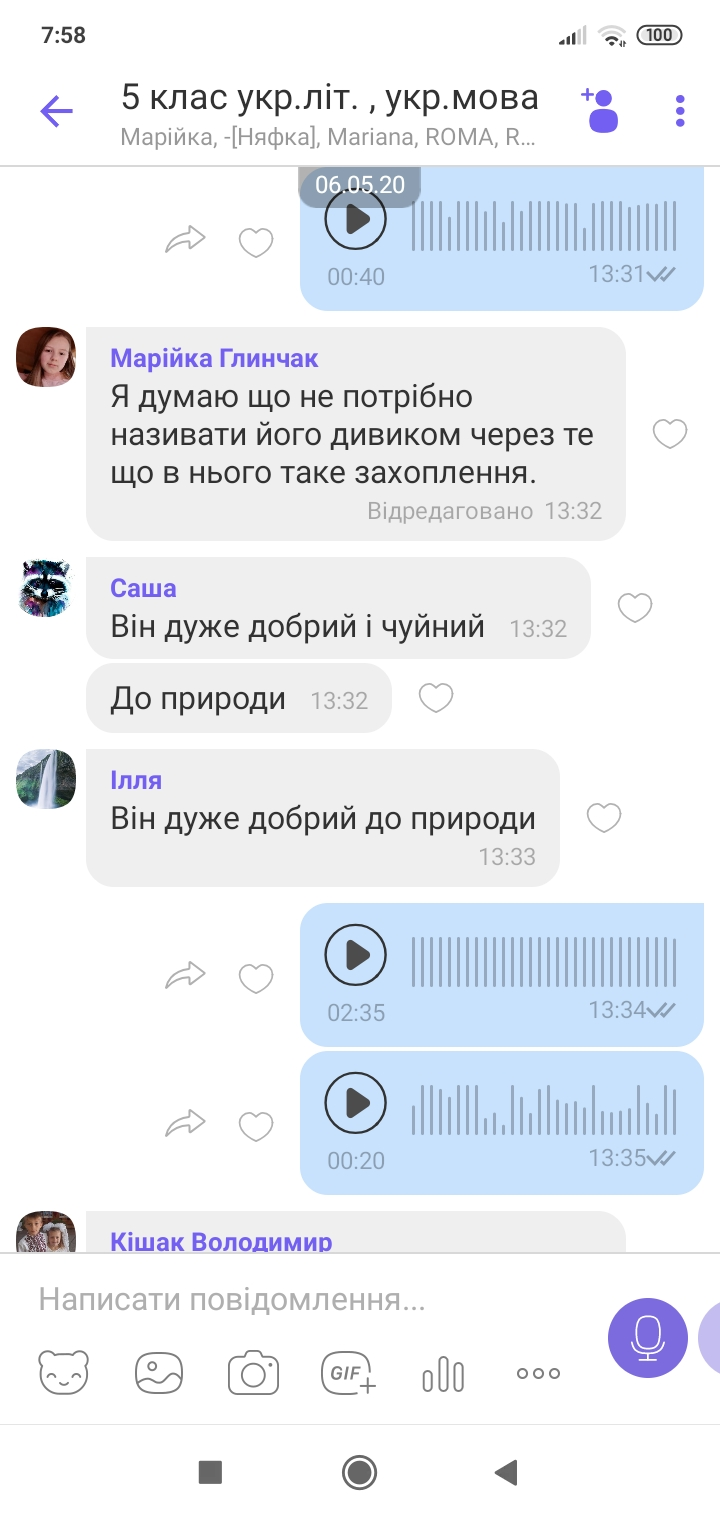 7:58
100
5 клас укр.літ. , укр.мова
Марійка, -[Няфка], Mariana, ROMA, R...
06.05.20
00:40
13:31
Марійка Глинчак
Я думаю що не потрібно
називати його дивиком через те
що в нього таке захоплення.
Відредаговано 13:32
Саша
Він дуже добрий і чуйний 13:32
До природи 13:32
Ілля
Він дуже добрий до природи
13:33
02:35
13:34
00:20
13:35
Кішак Володимир
Написати повідомлення...
GIF